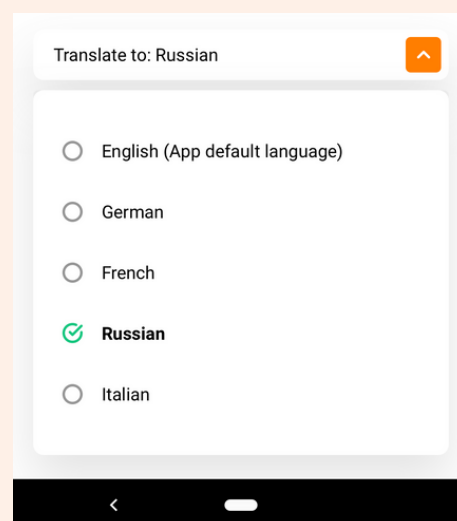 Translate to: Russian
English (App default language)
German
French
Russian
Italian